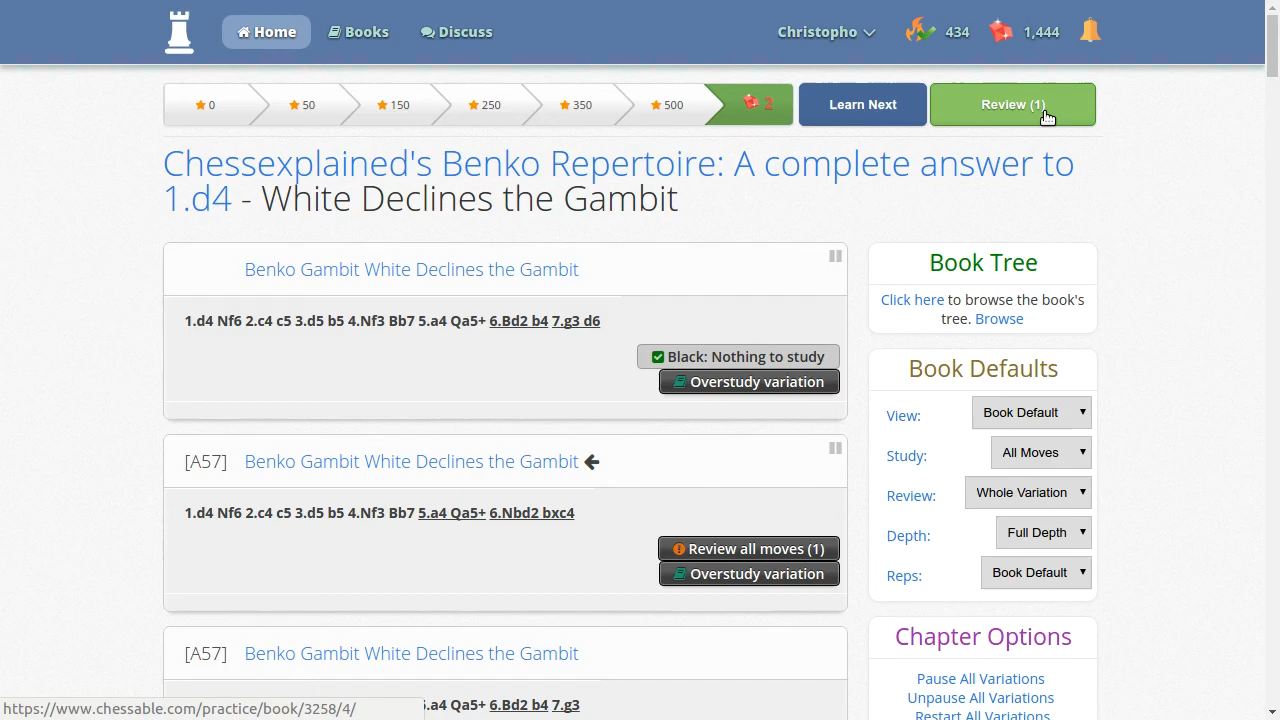 Home Books Discuss Christopho 434 1,444
0 50 150 250 350 500 2 Learn Next Review (1)
Chessexplained's Benko Repertoire: A complete answer to
1.d4 - White Declines the Gambit
Benko Gambit White Declines the Gambit
1.d4 Nf6 2.c4 c5 3.d5 b5 4.Nf3 Bb7 5.a4 Qa5+ 6.Bd2 b4 7.g3 d6
Black: Nothing to study
Overstudy variation
[A57] Benko Gambit White Declines the Gambit
1.d4 Nf6 2.c4 c5 3.d5 b5 4.Nf3 Bb7 5.a4 Qa5+ 6.Nbd2 bxc4
Review all moves (1)
Overstudy variation
[A57] Benko Gambit White Declines the Gambit
5.a4 Qa5+ 6.Bd2 b4 7.g3
Book Tree
Click here to browse the book's
tree. Browse
Book Defaults
View: Book Default
Study: All Moves
Review: Whole Variation
Depth: Full Depth
Reps: Book Default
Chapter Options
Pause All Variations
Unpause All Variations
Restart All Variations
https://www.chessable.com/practice/book/3258/4/